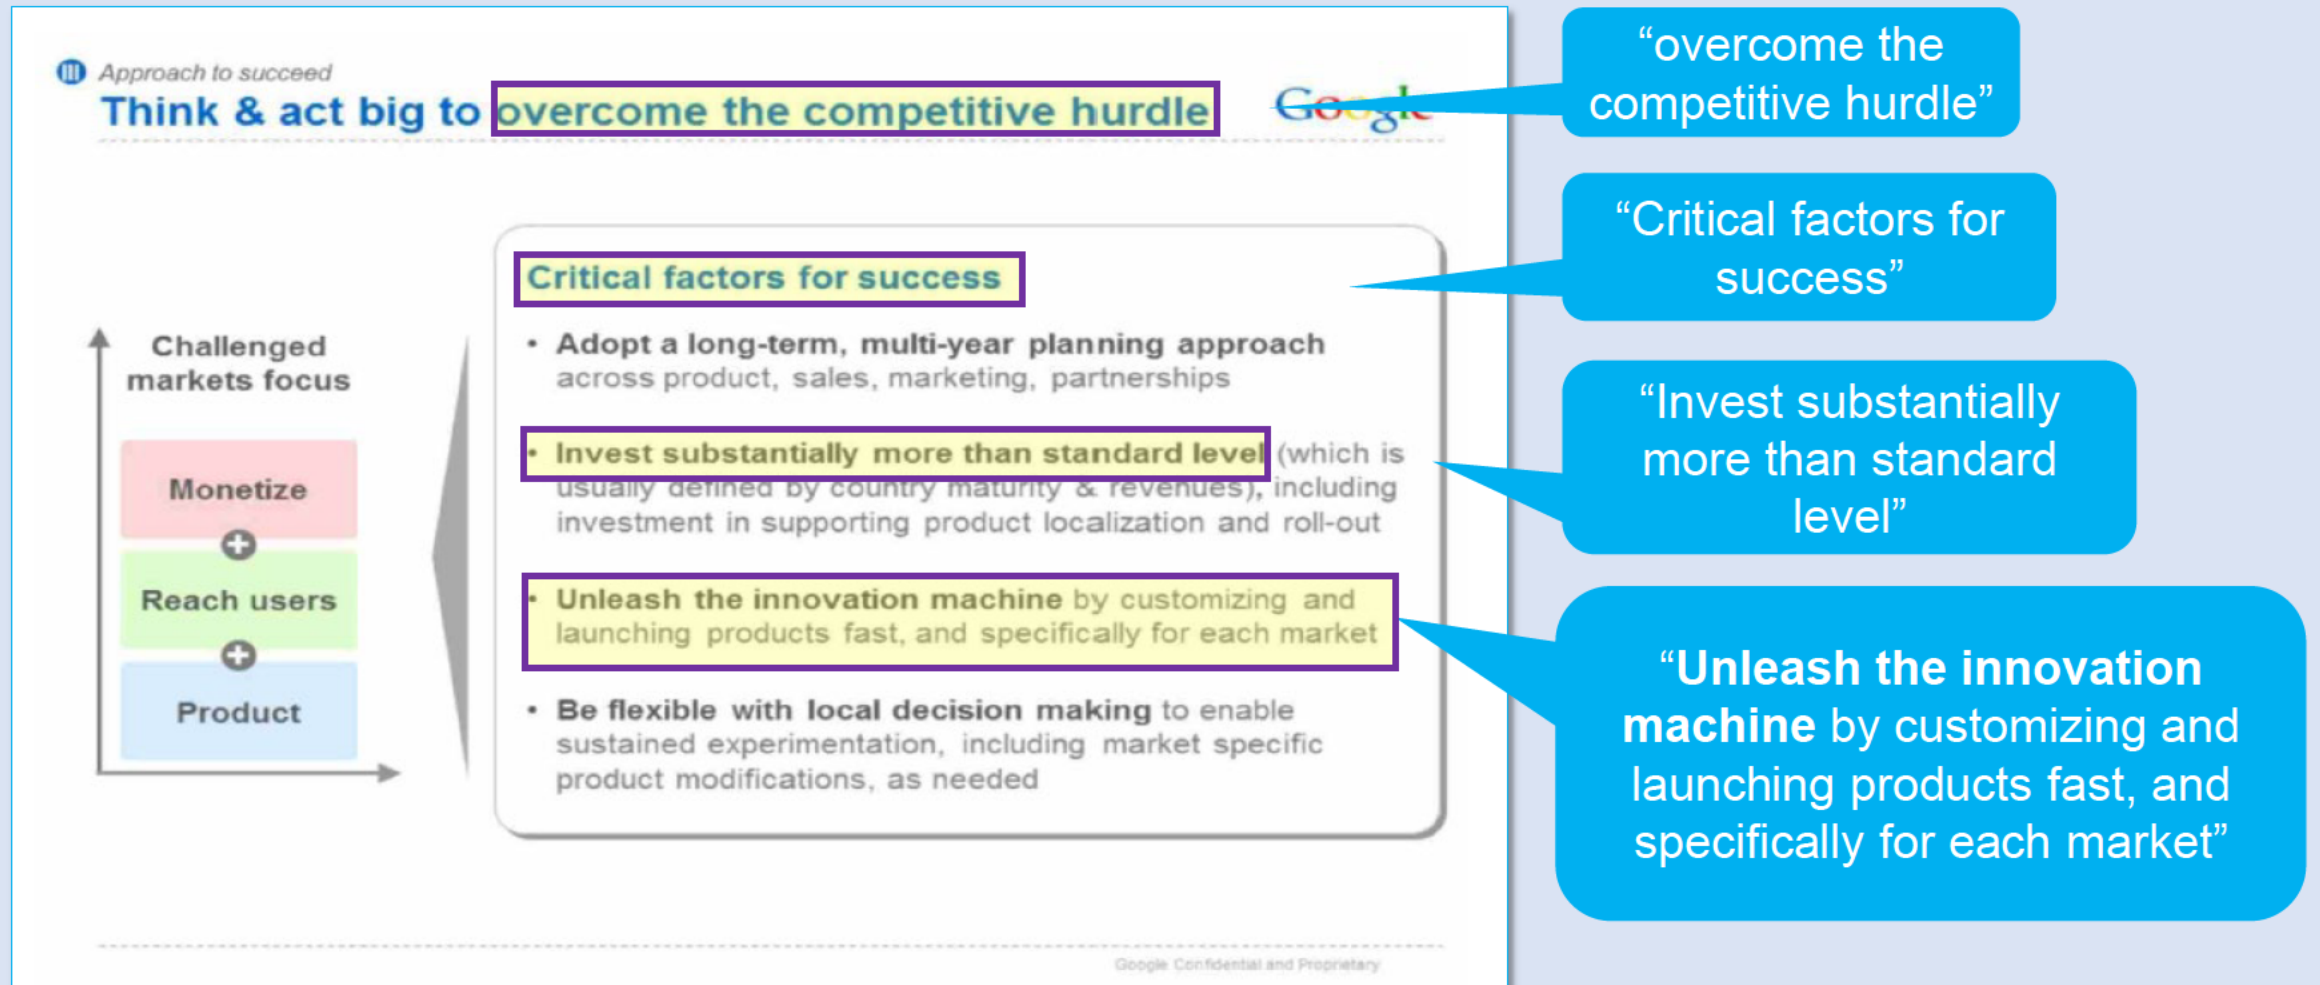 Approach to succeed
Think & act big to overcome the competitive hurdle
Google
Challenged
markets focus
Monetize
Reach users
Product
Critical factors for success
• Adopt a long-term, multi-year planning approach
across product, sales, marketing, partnerships
• Invest substantially more than standard level (which is
usually defined by country maturity & revenues), including
investment in supporting product localization and roll-out
• Unleash the innovation machine by customizing and
launching products fast, and specifically for each market
• Be flexible with local decision making to enable
sustained experimentation, including market specific
product modifications, as needed
Google Confidential and Proprietary
“overcome the
competitive hurdle”
“Critical factors for
success”
“Invest substantially
more than standard
level”
“Unleash the innovation
machine by customizing and
launching products fast, and
specifically for each market”